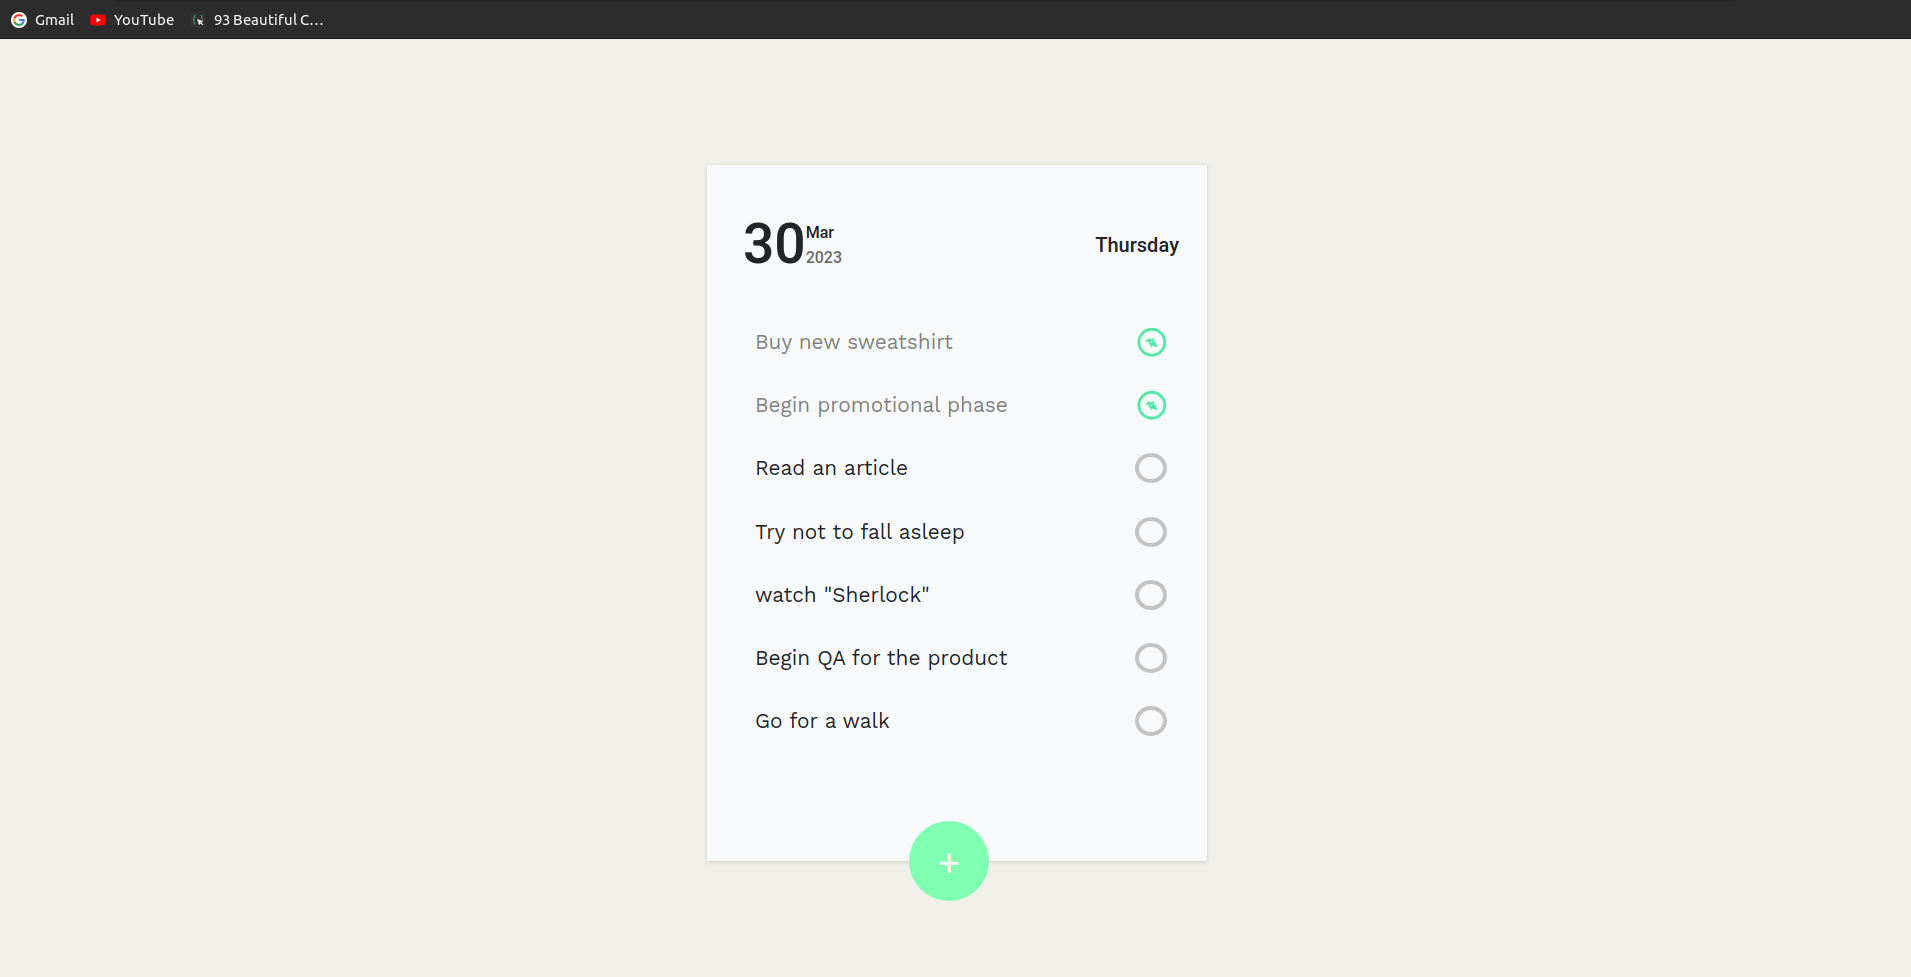 Gmail YouTube 93 Beautiful C...
30 Mar 2023 Thursday
Buy new sweatshirt
Begin promotional phase
Read an article
Try not to fall asleep
watch "Sherlock"
Begin QA for the product
Go for a walk
+